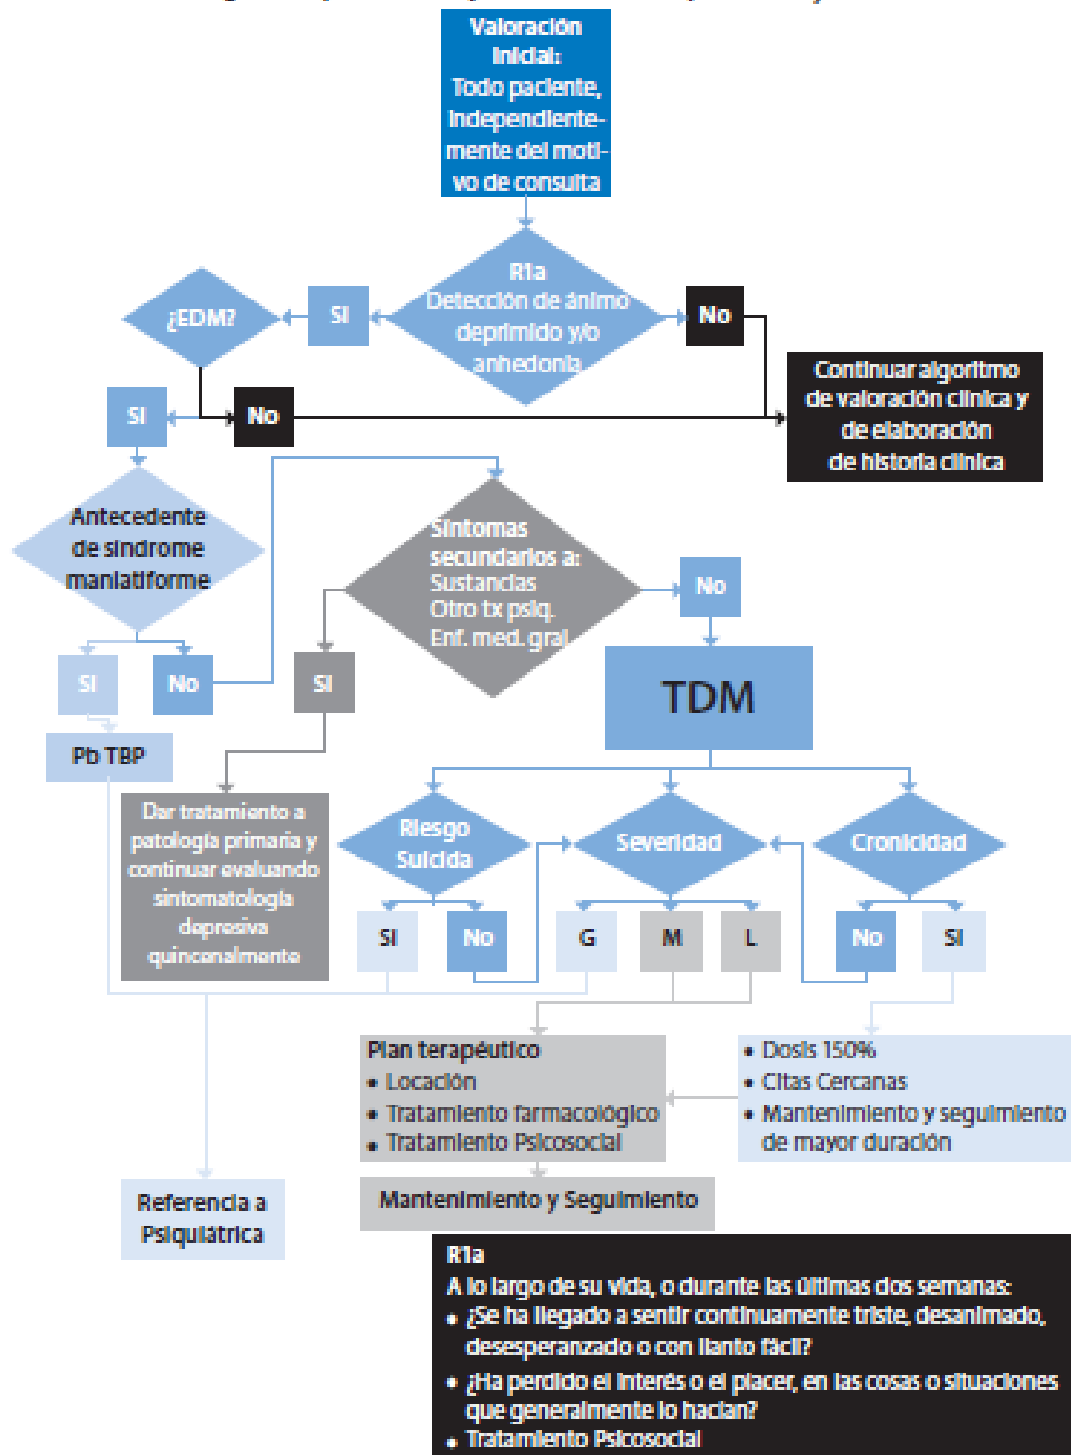 Valoración
Inicial:
Todo paciente,
Independiente-
mente del moti-
vo de consulta
R1a
Detección de ánimo
deprimido y/o
anhedonia
¿EDM?
SI
No
Continuar algoritmo
de valoración clínica y
de elaboración
de historia clínica
SI
No
Antecedente
de síndrome
maniatiforme
Síntomas
secundarios a:
Sustancias
Otro tx psiq.
Enf. med. gral.
No
SI
No
SI
TDM
Pb TBP
Dar tratamiento a
patología primaria y
continuar evaluando
sintomatología
depresiva
quincenalmente
Riesgo
Suicida
Severidad
Cronicidad
SI
No
G
M
L
No
SI
Plan terapéutico
• Locación
• Tratamiento farmacológico
• Tratamiento Psicosocial
• Dosis 150%
• Citas Cercanas
• Mantenimiento y seguimiento
de mayor duración
Referencia a
Psiquiátrica
Mantenimiento y Seguimiento
R1a
A lo largo de su vida, o durante las últimas dos semanas:
• ¿Se ha llegado a sentir continuamente triste, desanimado,
desesperanzado o con llanto fácil?
• ¿Ha perdido el interés o el placer, en las cosas o situaciones
que generalmente lo hacían?
• Tratamiento Psicosocial